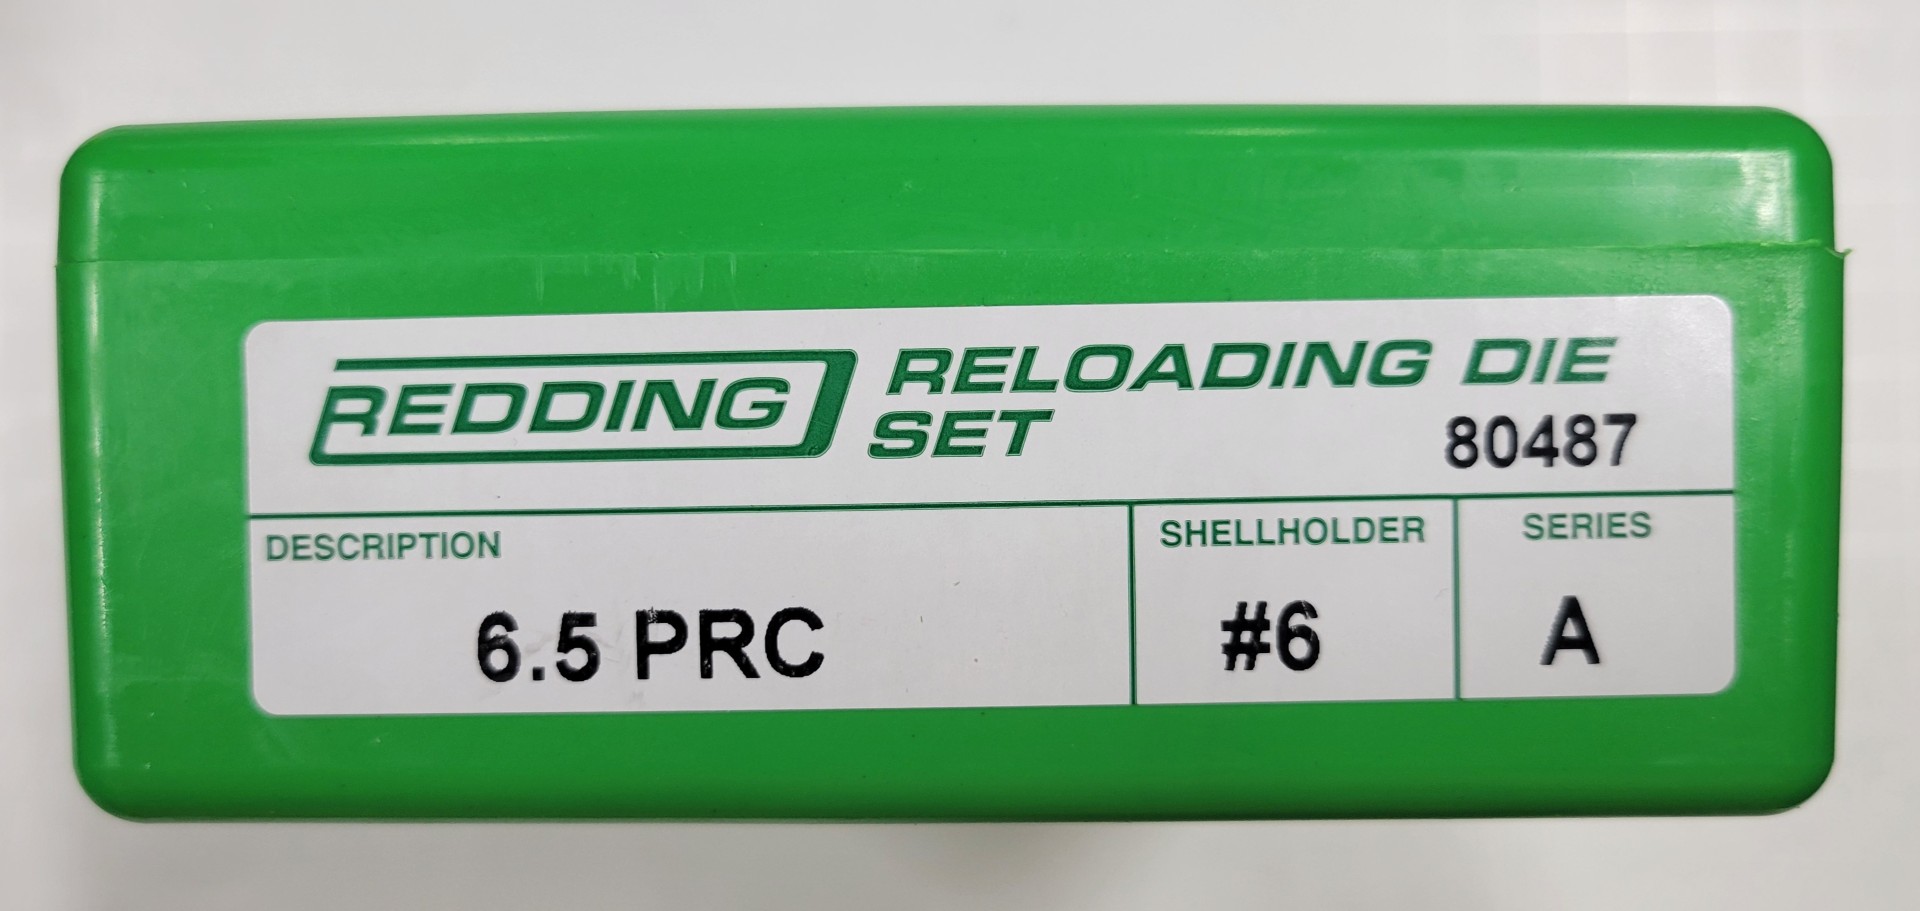 REDDING RELOADING DIE
SET
80487
DESCRIPTION SHELLHOLDER SERIES
6.5 PRC #6 A